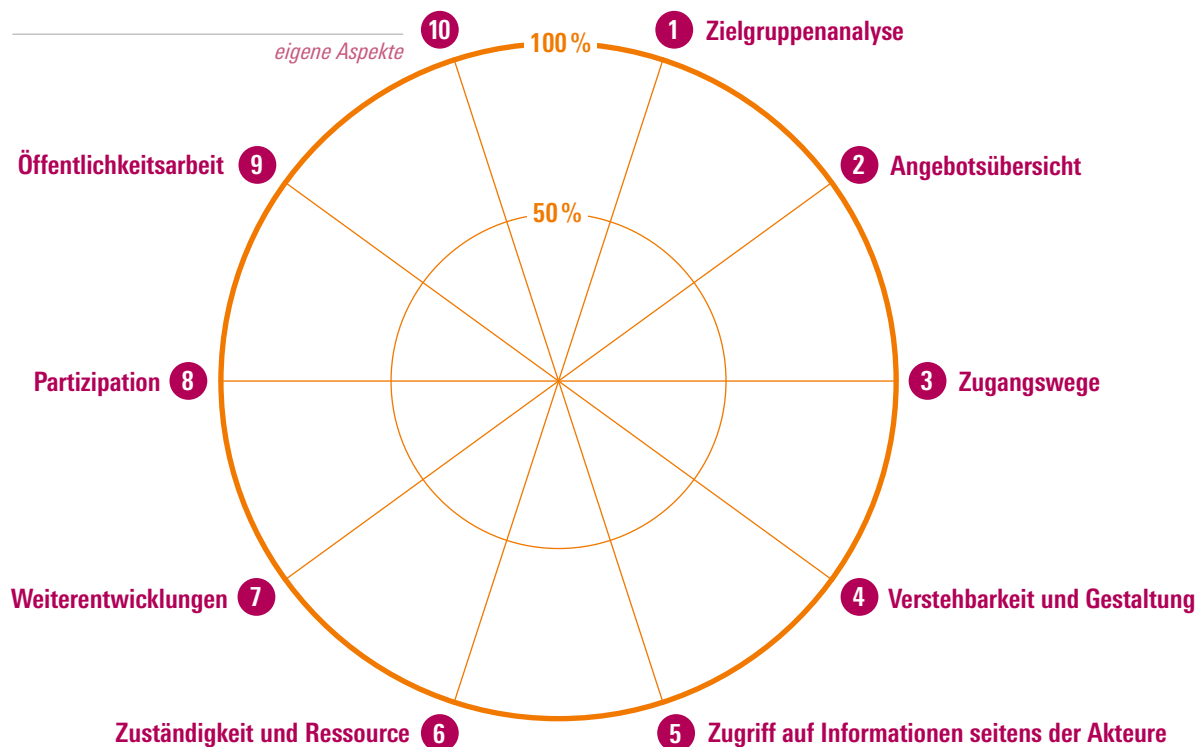 1 Zielgruppenanalyse
2 Angebotsübersicht
3 Zugangswege
4 Verstehbarkeit und Gestaltung
5 Zugriff auf Informationen seitens der Akteure
Zuständigkeit und Ressource 6
Weiterentwicklungen 7
Partizipation 8
Öffentlichkeitsarbeit 9
10
eigene Aspekte
100 %
50 %